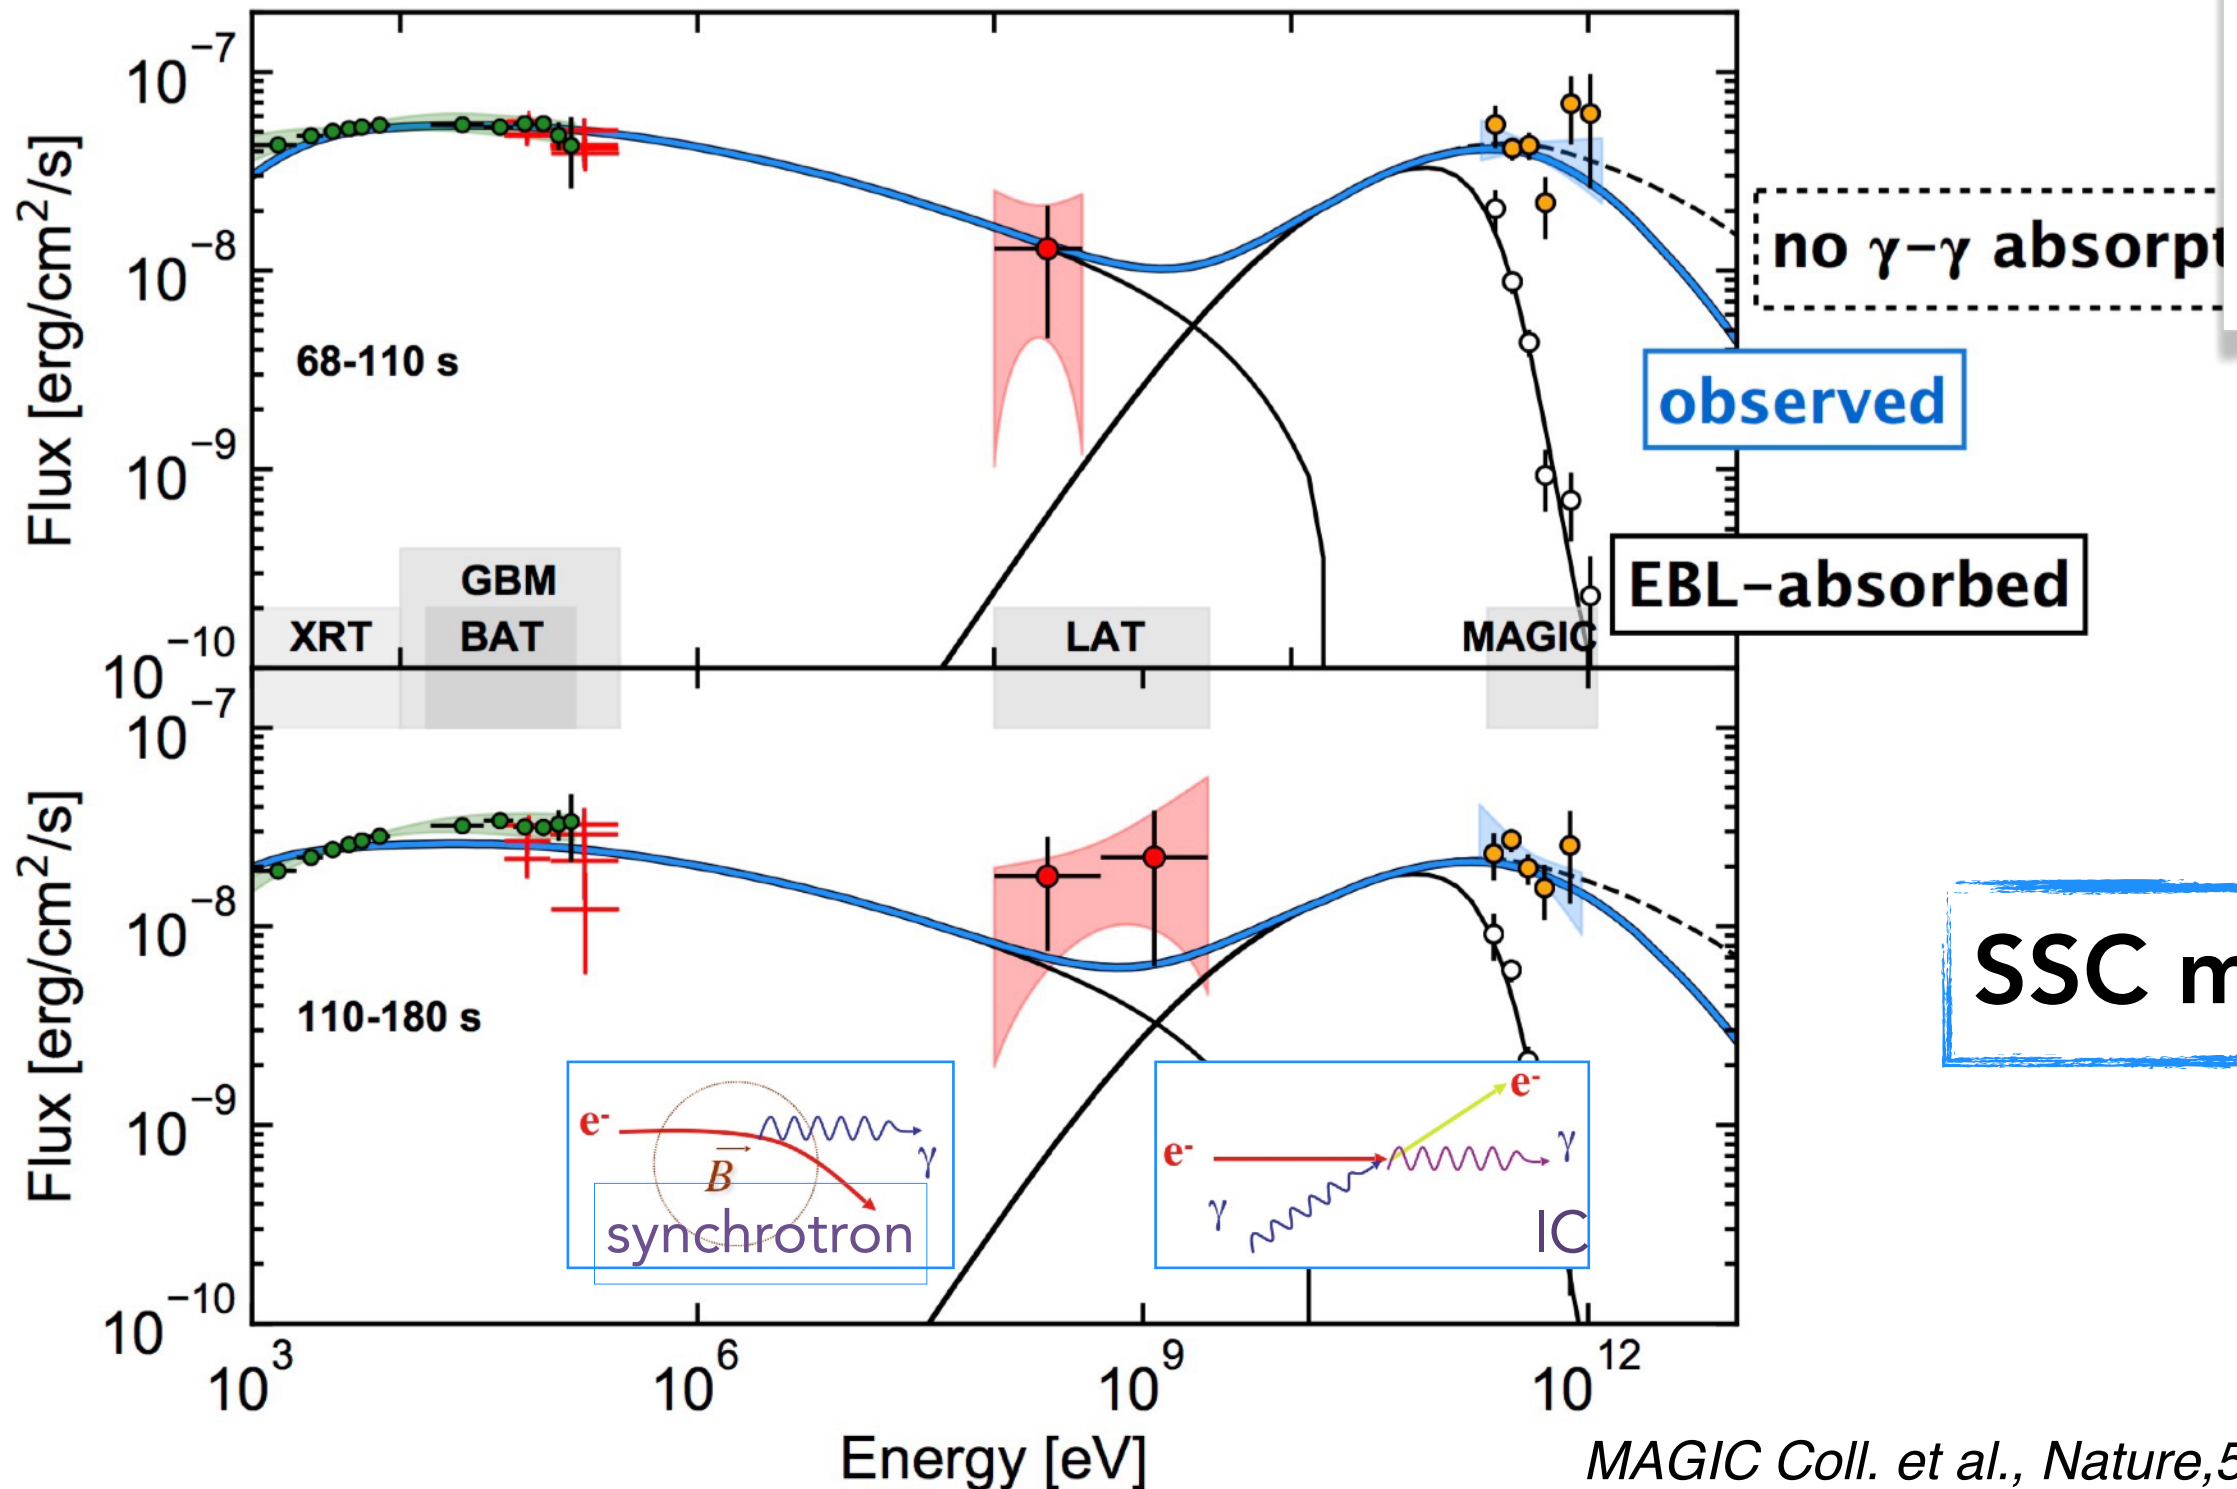 10^-7
10^-8
10^-9
10^-10
Flux [erg/cm^2/s]
68-110 s
GBM
XRT
BAT
LAT
MAGIC
no γ-γ
observed
EBL-absorbed
10^-7
10^-8
10^-9
10^-10
Flux [erg/cm^2/s]
110-180 s
SSC
e-
B
γ
synchrotron
e-
e-
γ
γ
IC
10^3
10^6
10^9
10^12
Energy [eV]
MAGIC Coll. et al., Nature,